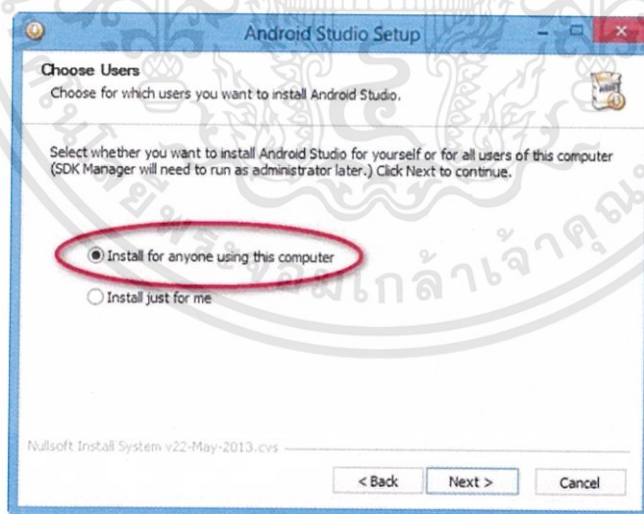 Android Studio Setup
Choose Users
Choose for which users you want to install Android Studio.
Select whether you want to install Android Studio for yourself or for all users of this computer
(SDK Manager will need to run as administrator later.) Click Next to continue.
Install for anyone using this computer
Install just for me
Nullsoft Install System v22-May-2013.cvs
< Back
Next >
Cancel